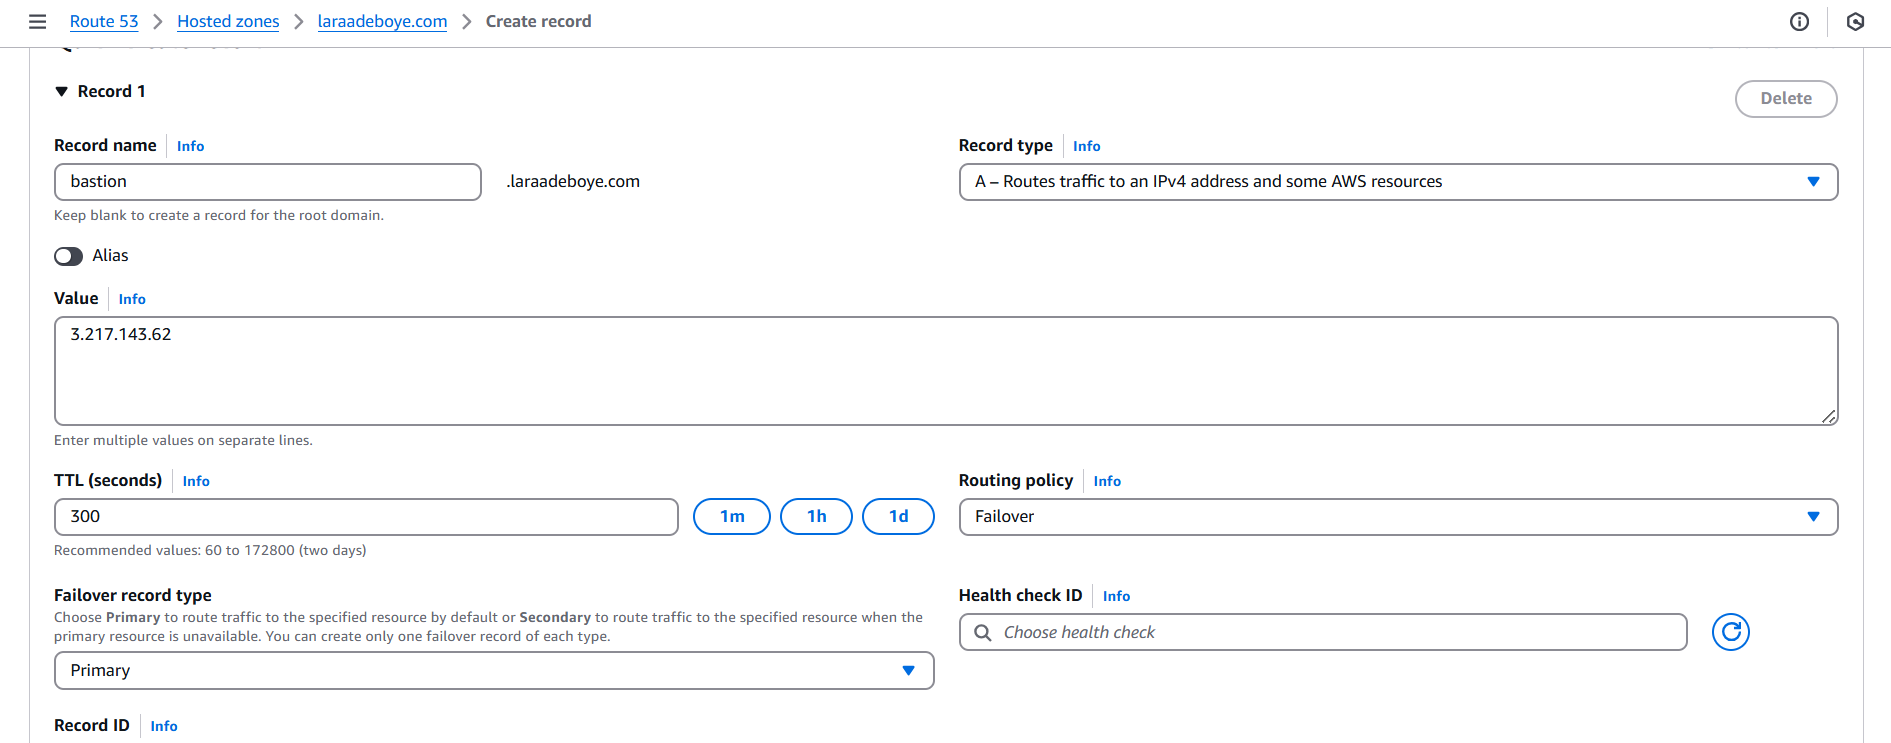 Route 53 > Hosted zones > laraadeboye.com > Create record
Record 1
Delete
Record name Info
bastion .laraadeboye.com
Keep blank to create a record for the root domain.
Record type Info
A – Routes traffic to an IPv4 address and some AWS resources
Alias
Value Info
3.217.143.62
Enter multiple values on separate lines.
TTL (seconds) Info
300 1m 1h 1d
Recommended values: 60 to 172800 (two days)
Routing policy Info
Failover
Failover record type
Choose Primary to route traffic to the specified resource by default or Secondary to route traffic to the specified resource when the
primary resource is unavailable. You can create only one failover record of each type.
Primary
Health check ID Info
Choose health check
Record ID Info